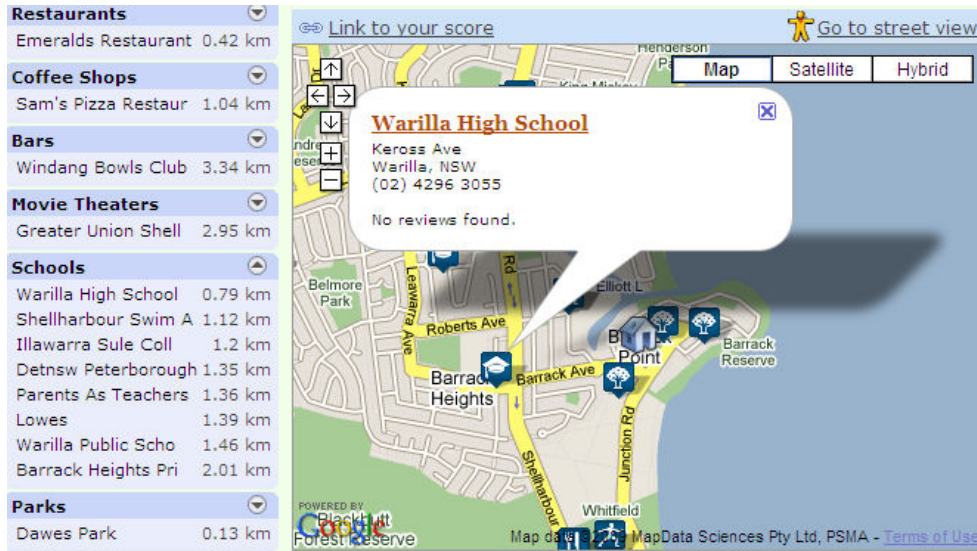 Restaurants
Emeralds Restaurant 0.42 km
Coffee Shops
Sam's Pizza Restaur 1.04 km
Bars
Windang Bowls Club 3.34 km
Movie Theaters
Greater Union Shell 2.95 km
Schools
Warilla High School 0.79 km
Shellharbour Swim A 1.12 km
Illawarra Sule Coll 1.2 km
Detnsw Peterborough 1.35 km
Parents As Teachers 1.36 km
Lowes 1.39 km
Warilla Public Scho 1.46 km
Barrack Heights Pri 2.01 km
Parks
Dawes Park 0.13 km
Link to your score
Go to street view
Henderson
Map Satellite Hybrid
Warilla High School
Keross Ave
Warilla, NSW
(02) 4296 3055
No reviews found.
Belmore
Park
Leawarra Ave
Rd
Elliott L
Roberts Ave
Point
Barrack
Reserve
Barrack Ave
Heights
Junction Rd
Shellharbour
Whitfield
POWERED BY
Google
Forest Reserve
Map data ©2009 MapData Sciences Pty Ltd, PSMA - Terms of Use